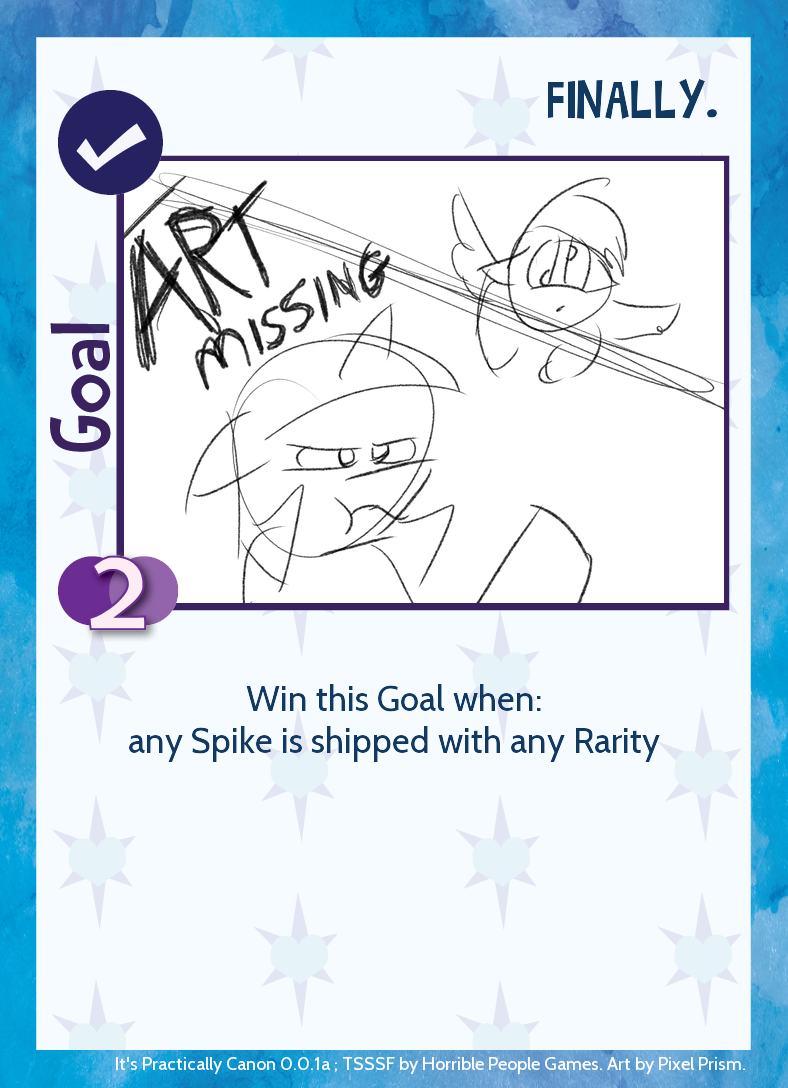 FINALLY.
ART
MISSING
Goal
2
Win this Goal when:
any Spike is shipped with any Rarity
It's Practically Canon 0.0.1a ; TSSSF by Horrible People Games. Art by Pixel Prism.